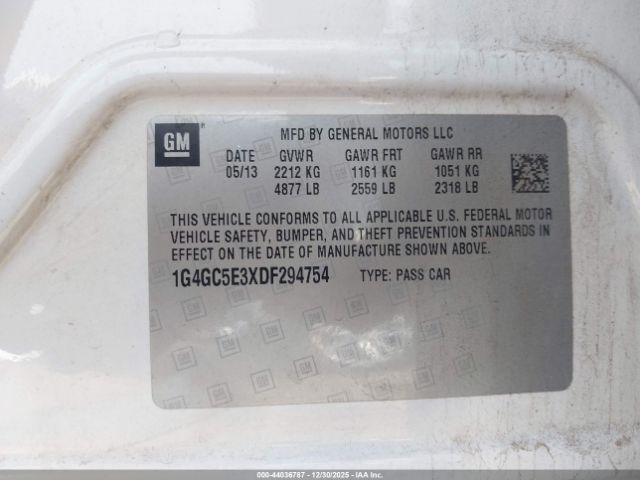 GM
MFD BY GENERAL MOTORS LLC
DATE GVWR GAWR FRT GAWR RR
05/13 2212 KG 1161 KG 1051 KG
4877 LB 2559 LB 2318 LB
THIS VEHICLE CONFORMS TO ALL APPLICABLE U.S. FEDERAL MOTOR
VEHICLE SAFETY, BUMPER, AND THEFT PREVENTION STANDARDS IN
EFFECT ON THE DATE OF MANUFACTURE SHOWN ABOVE.
1G4GC5E3XDF294754 TYPE: PASS CAR
000-44036787 - 12/30/2025 - IAAI.COM